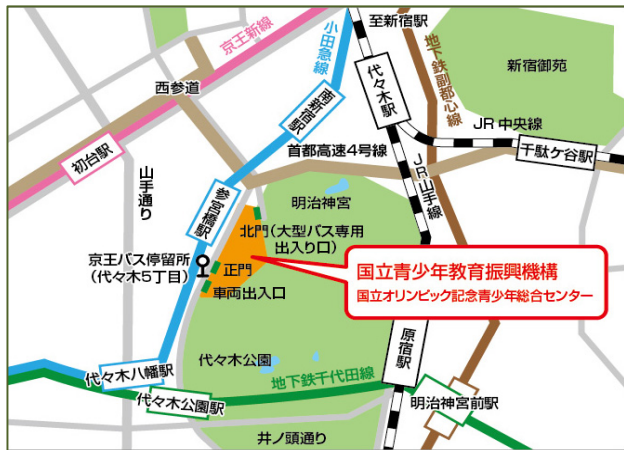 至新宿駅
京王新線
小田急線
地下鉄副都心線
新宿御苑
西参道
南新宿駅
代々木駅
JR中央線
千駄ケ谷駅
初台駅
山手通り
首都高速4号線
JR山手線
参宮橋駅
明治神宮
北門(大型バス専用
出入り口)
京王バス停留所
(代々木5丁目)
正門
車両出入口
国立青少年教育振興機構
国立オリンピック記念青少年総合センター
原宿駅
代々木公園
代々木八幡駅
地下鉄千代田線
代々木公園駅
明治神宮前駅
井ノ頭通り